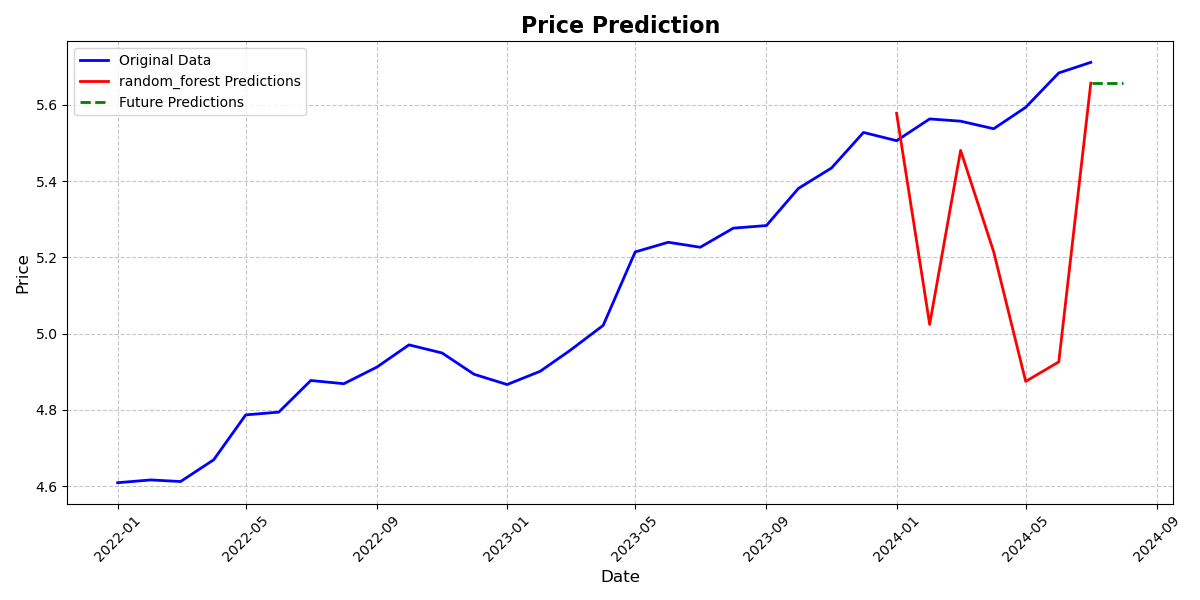 Price Prediction
Original Data
random_forest Predictions
Future Predictions
Price
5.6
5.4
5.2
5.0
4.8
4.6
2022-01
2022-05
2022-09
2023-01
2023-05
2023-09
2024-01
2024-05
2024-09
Date